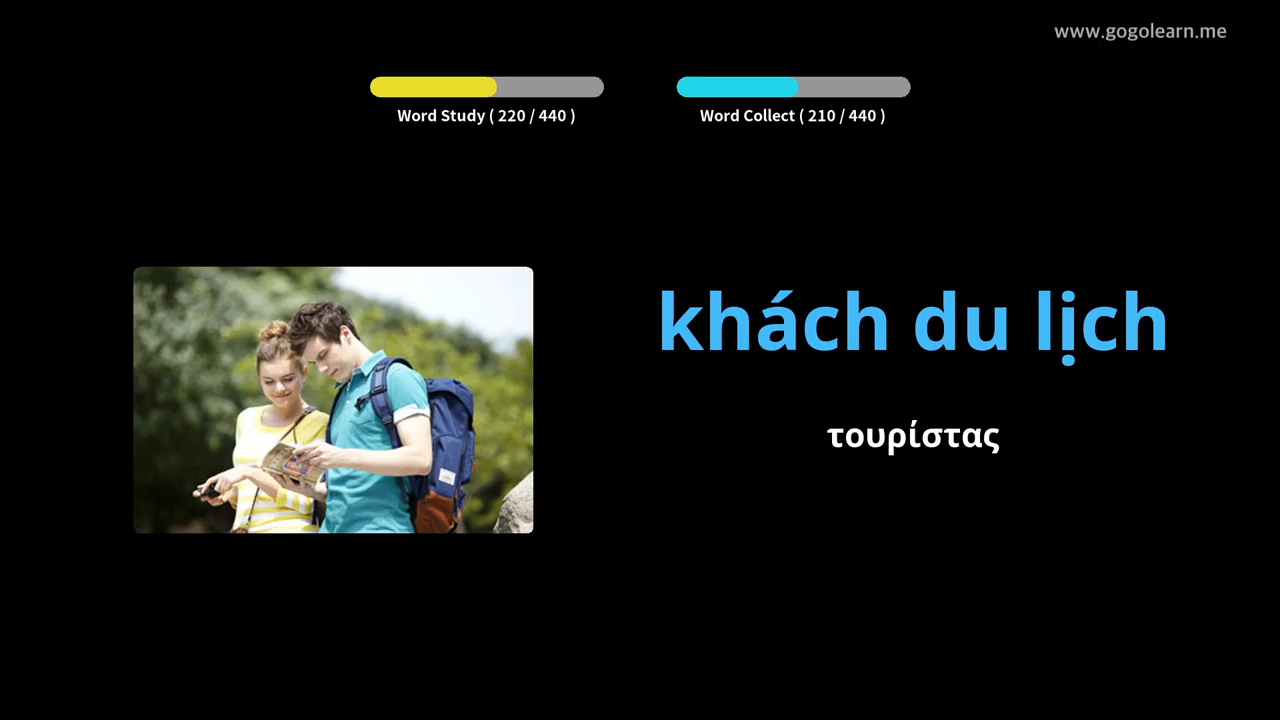 www.gogolearn.me
Word Study ( 220 / 440 )
Word Collect ( 210 / 440 )
khách du lịch
τουρίστας